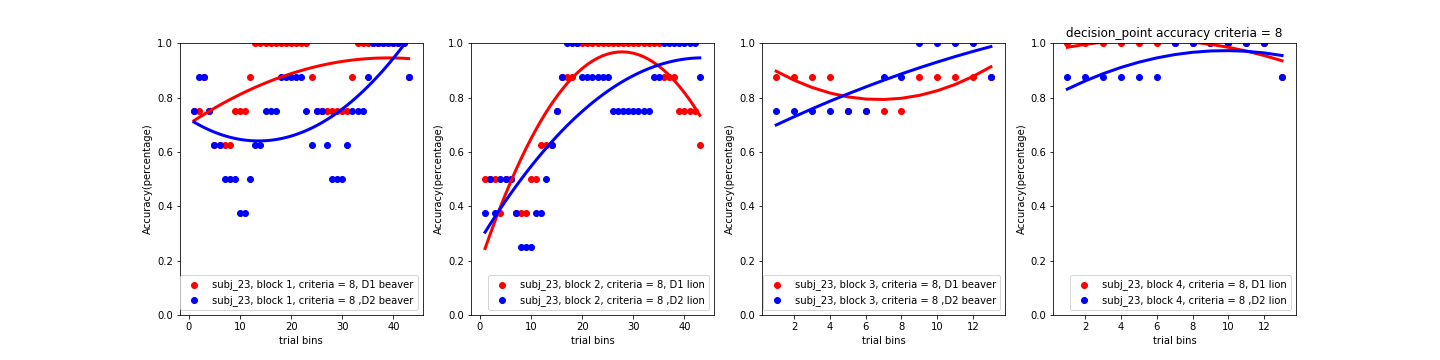 decision_point accuracy criteria = 8
1.0
0.8
0.6
0.4
0.2
0.0
Accuracy(percentage)
subj_23, block 1, criteria = 8, D1 beaver
subj_23, block 1, criteria = 8 ,D2 beaver
0 10 20 30 40
trial bins
1.0
0.8
0.6
0.4
0.2
0.0
Accuracy(percentage)
subj_23, block 2, criteria = 8, D1 lion
subj_23, block 2, criteria = 8 ,D2 lion
0 10 20 30 40
trial bins
1.0
0.8
0.6
0.4
0.2
0.0
Accuracy(percentage)
subj_23, block 3, criteria = 8, D1 beaver
subj_23, block 3, criteria = 8 ,D2 beaver
2 4 6 8 10 12
trial bins
1.0
0.8
0.6
0.4
0.2
0.0
Accuracy(percentage)
subj_23, block 4, criteria = 8, D1 lion
subj_23, block 4, criteria = 8 ,D2 lion
2 4 6 8 10 12
trial bins